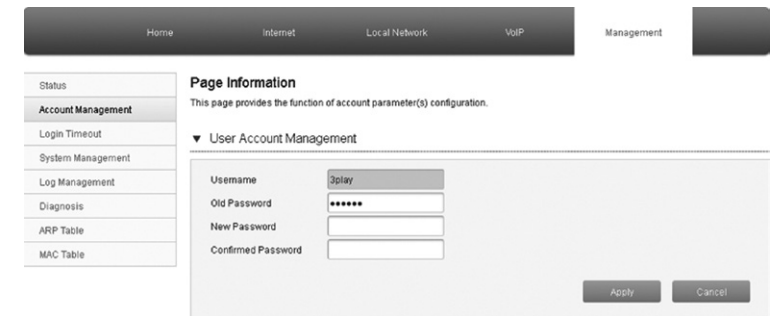 Home Internet Local Network VoIP Management
Status
Account Management
Login Timeout
System Management
Log Management
Diagnosis
ARP Table
MAC Table
Page Information
This page provides the function of account parameter(s) configuration.
▼ User Account Management
Username 3play
Old Password ••••••
New Password
Confirmed Password
Apply Cancel